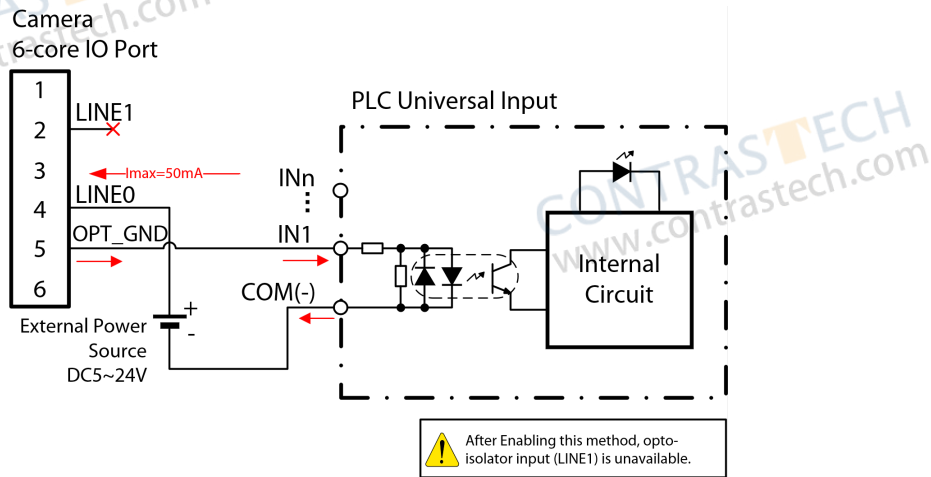 Camera
6-core IO Port
1
2
3
4
5
6
LINE1
Imax=50mA
LINE0
OPT_GND
External Power
Source
DC5~24V
+
-
PLC Universal Input
INn
IN1
COM(-)
Internal
Circuit
After Enabling this method, opto-
isolator input (LINE1) is unavailable.
CONTRASTECH
www.contrastech.com
trastech.com